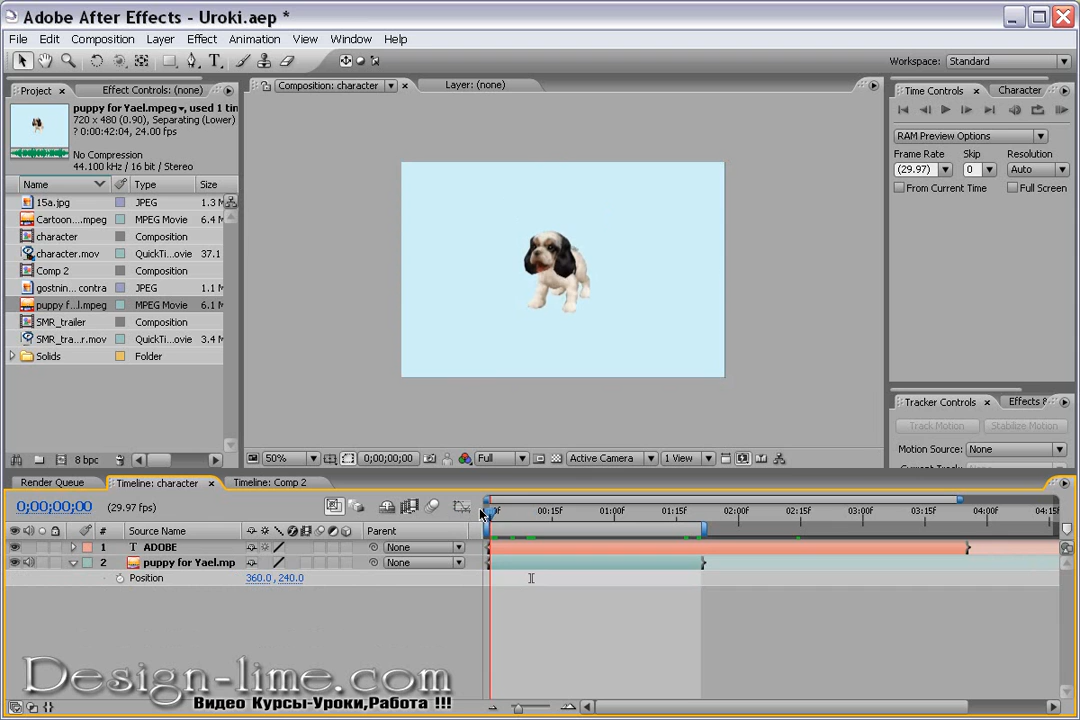 Adobe After Effects - Uroki.aep *
File Edit Composition Layer Effect Animation View Window Help
Workspace: Standard
Project Effect Controls: (none)
Composition: character Layer: (none)
Time Controls Character
puppy for Yael.mpeg, used 1 tin
720 x 480 (0.90), Separating (Lower)
? 0:00:42:04, 24.00 fps
No Compression
44.100 kHz / 16 bit / Stereo
RAM Preview Options
Frame Rate Skip Resolution
(29.97) 0 Auto
From Current Time Full Screen
Name Type Size
15a.jpg JPEG 1.3 M
Cartoon....mpeg MPEG Movie 6.4 M
character Composition
character.mov QuickTi...ovie 37.1
Comp 2 Composition
gostnin... contra JPEG 1.1 M
puppy f...l.mpeg MPEG Movie 6.1 M
SMR_trailer Composition
SMR_tra...r.mov QuickTi...ovie 3.4 M
Solids Folder
Tracker Controls Effects &
Track Motion Stabilize Motion
Motion Source: None
8 bpc
50% 0;00;00;00 Full Active Camera 1 View
Render Queue Timeline: character Timeline: Comp 2
0;00;00;00 (29.97 fps)
00:15f 01:00f 01:15f 02:00f 02:15f 03:00f 03:15f 04:00f 04:15f
# Source Name Parent
1 T ADOBE None
2 puppy for Yael.mp None
Position 360.0, 240.0
Design-lime.com
Видео Курсы-Уроки,Работа !!!